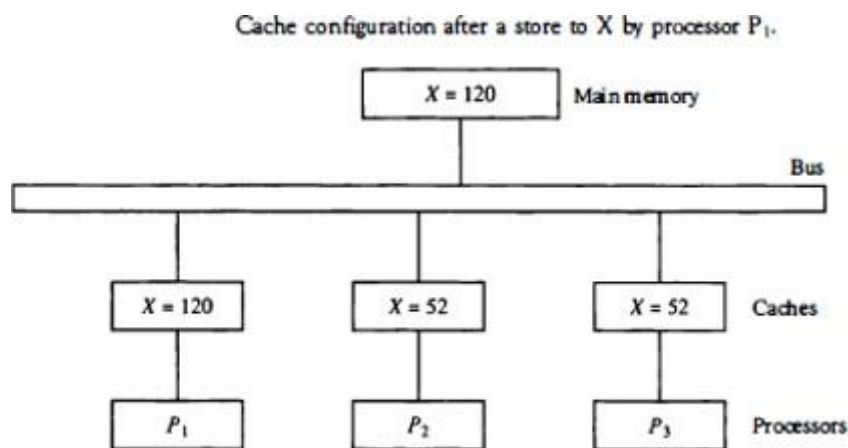 Cache configuration after a store to X by processor P₁.
X = 120 Main memory
Bus
X = 120 X = 52 X = 52 Caches
P₁ P₂ P₃ Processors